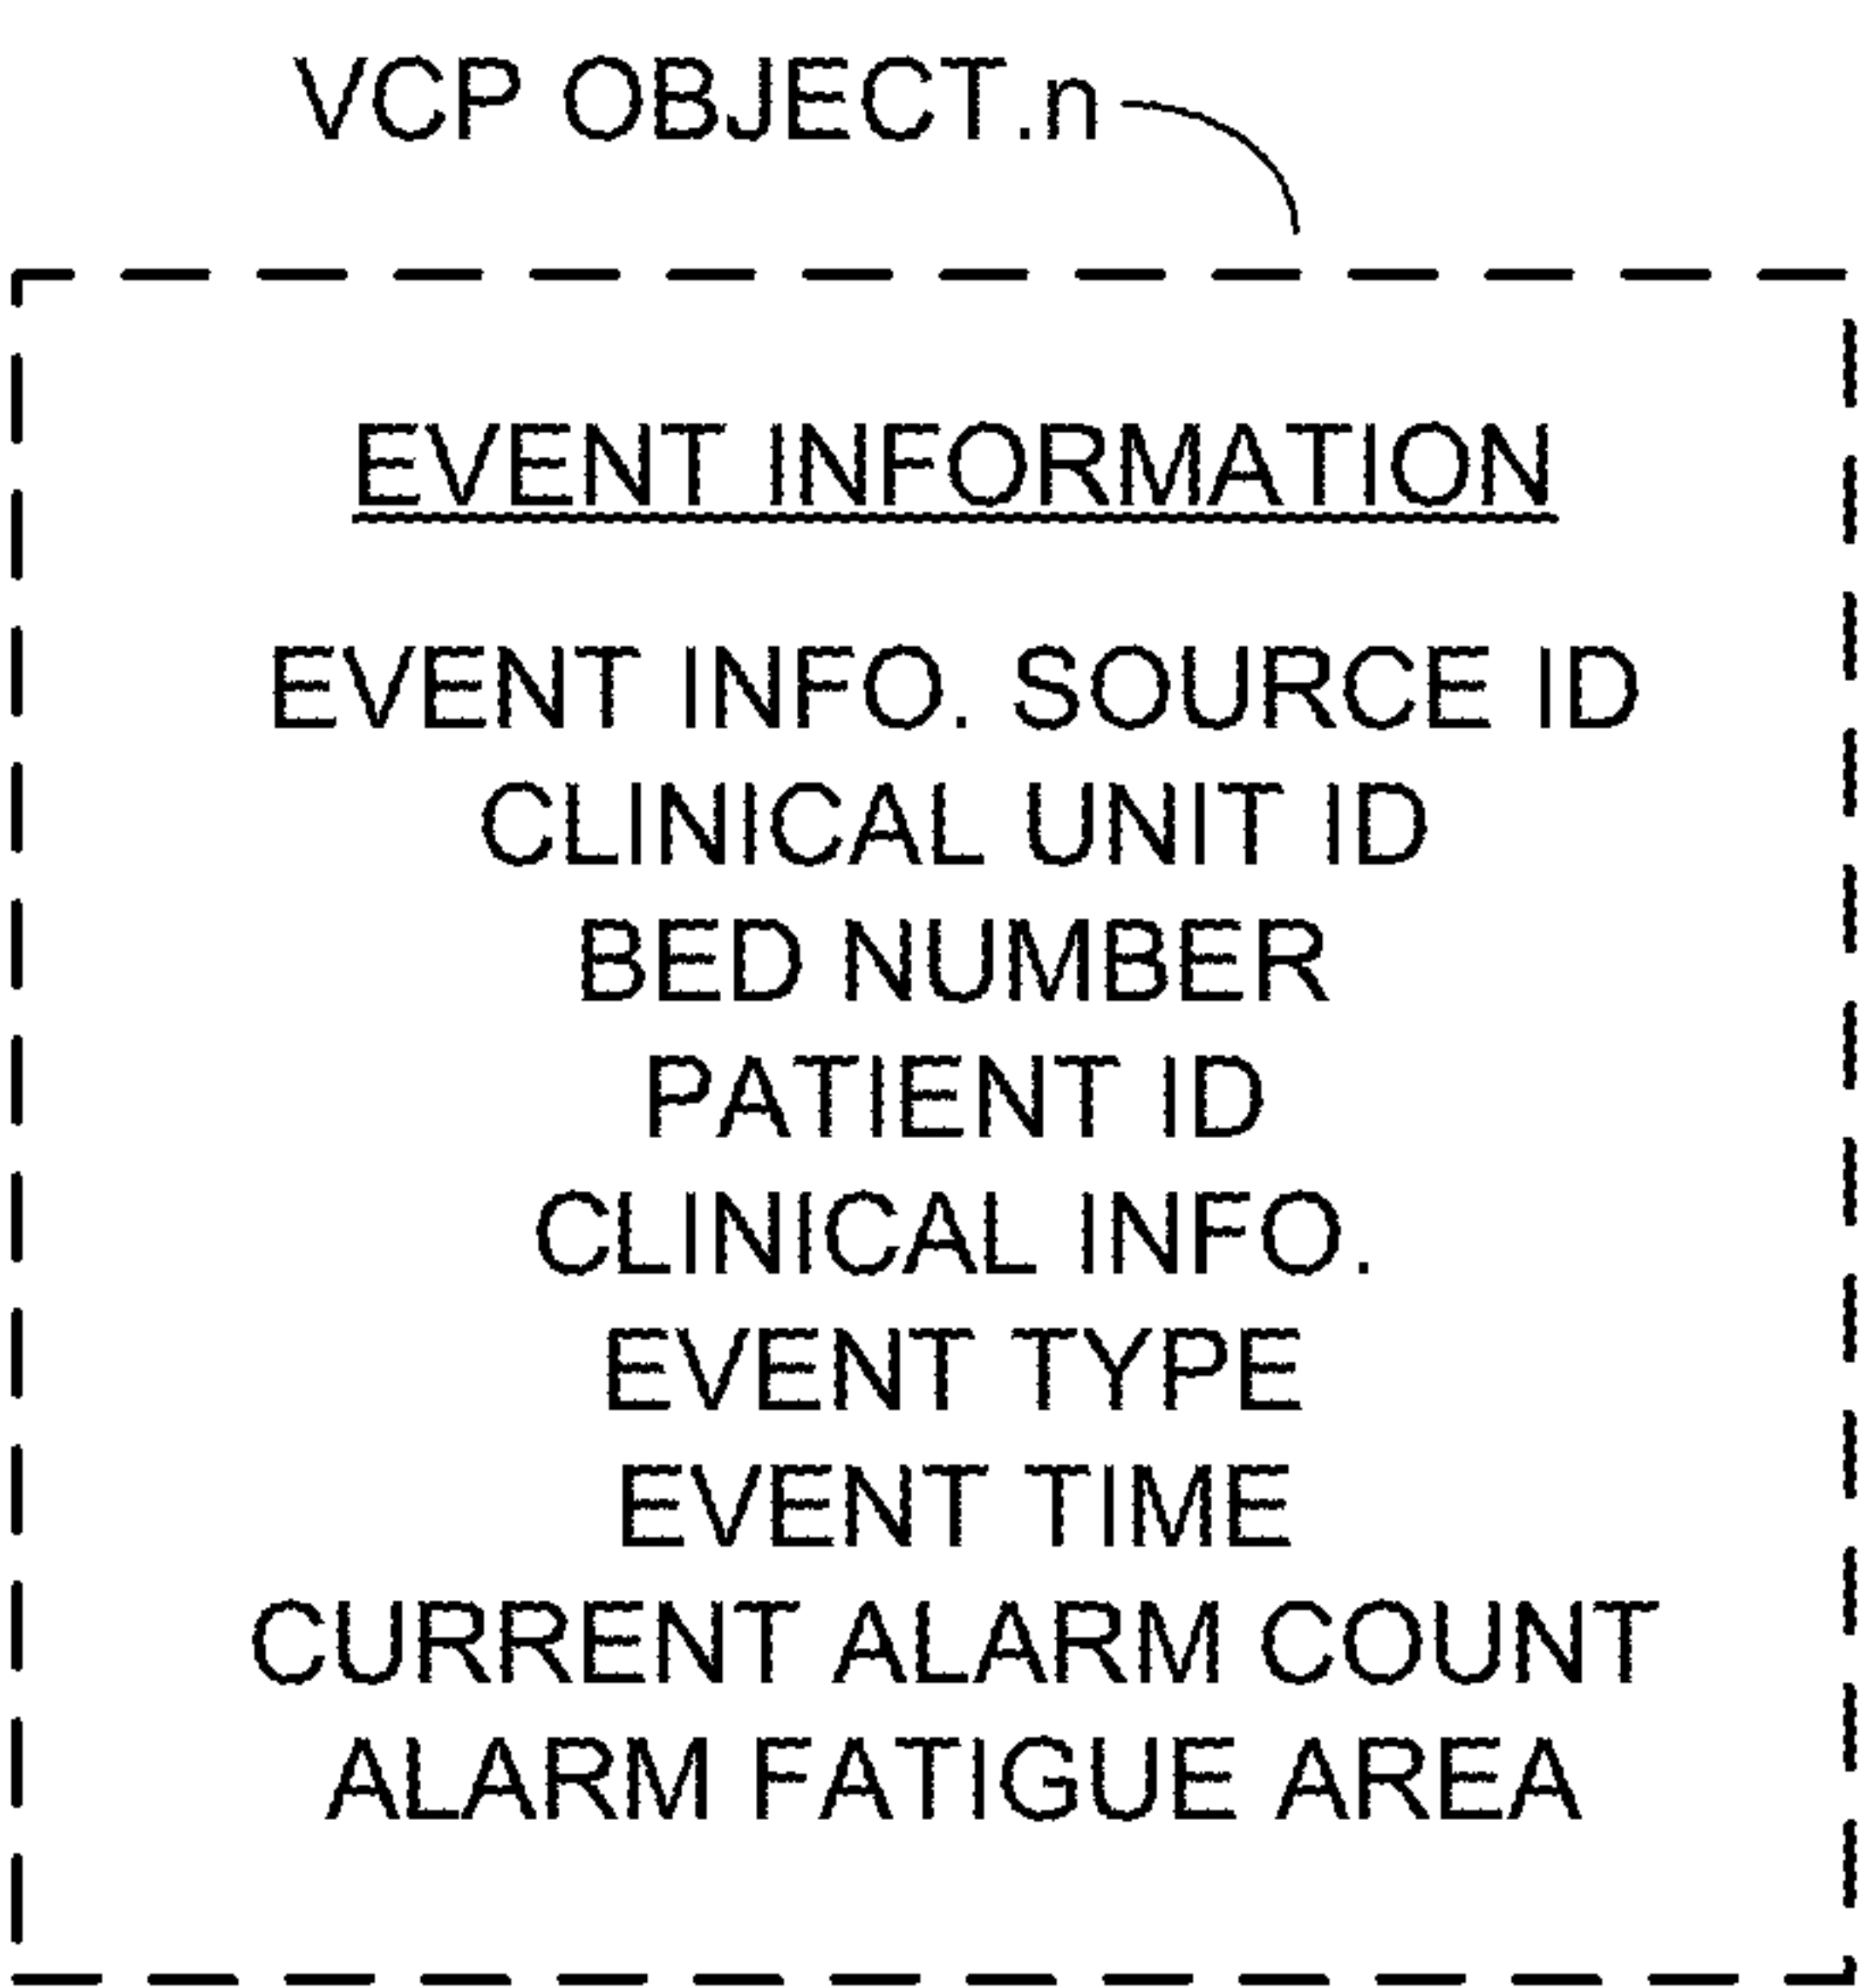 VCP OBJECT.n
EVENT INFORMATION
EVENT INFO. SOURCE ID
CLINICAL UNIT ID
BED NUMBER
PATIENT ID
CLINICAL INFO.
EVENT TYPE
EVENT TIME
CURRENT ALARM COUNT
ALARM FATIGUE AREA